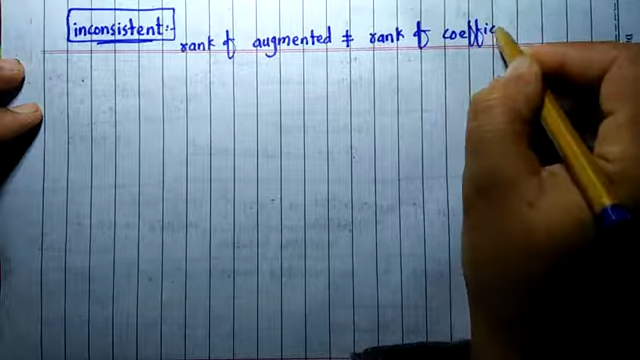 inconsistent:- rank of augmented ≠ rank of coeffic